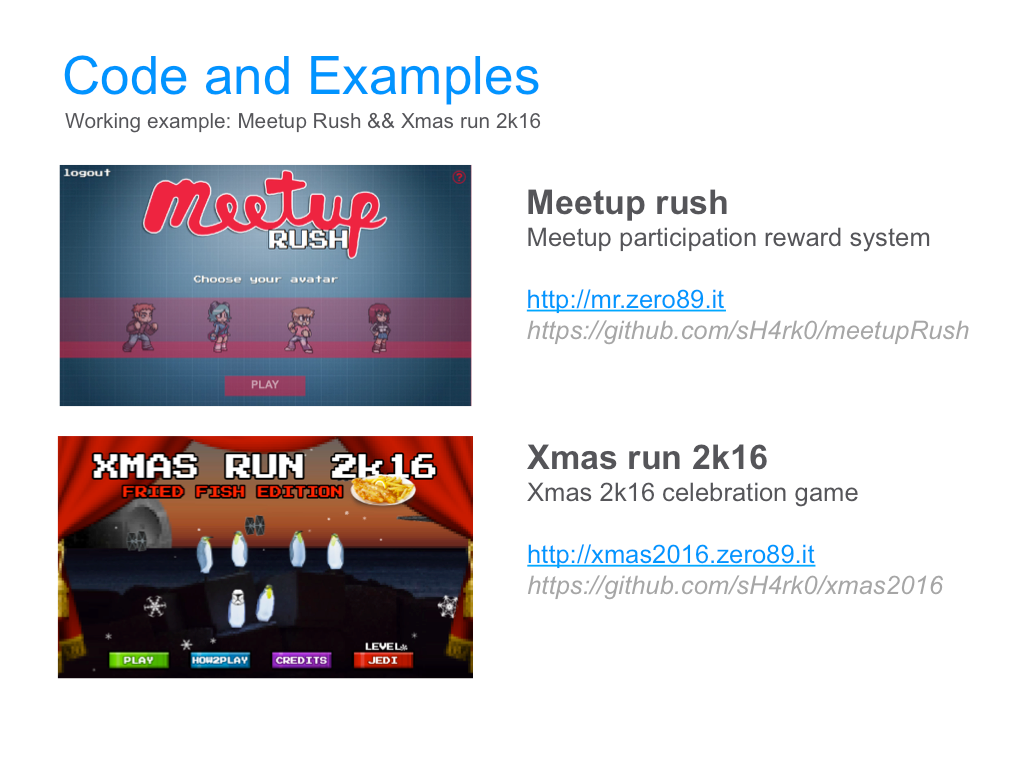 Code and Examples
Working example: Meetup Rush && Xmas run 2k16
logout
?
Meetup
RUSH
Choose your avatar
PLAY
Meetup rush
Meetup participation reward system
http://mr.zero89.it
https://github.com/sH4rk0/meetupRush
XMAS RUN 2k16
FRIED FISH EDITION
LEVEL
PLAY
HOW2PLAY
CREDITS
JEDI
Xmas run 2k16
Xmas 2k16 celebration game
http://xmas2016.zero89.it
https://github.com/sH4rk0/xmas2016